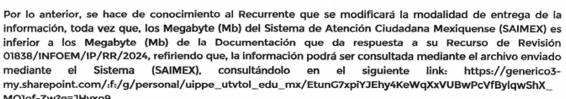 Por lo anterior, se hace de conocimiento al Recurrente que se modificará la modalidad de entrega de la
información, toda vez que, los Megabyte (Mb) del Sistema de Atención Ciudadana Mexiquense (SAIMEX) es
inferior a los Megabyte (Mb) de la Documentación que da respuesta a su Recurso de Revisión
01838/INFOEM/IP/RR/2024, refiriendo que, la información podrá ser consultada mediante el archivo enviado
mediante el Sistema (SAIMEX), consultándolo en el siguiente link: https://generico3-
my.sharepoint.com/:f:/g/personal/uippe_utvtol_edu_mx/EtunG7xpiYJEhy4KeWqXxVUBwPcVfBylqwShX_